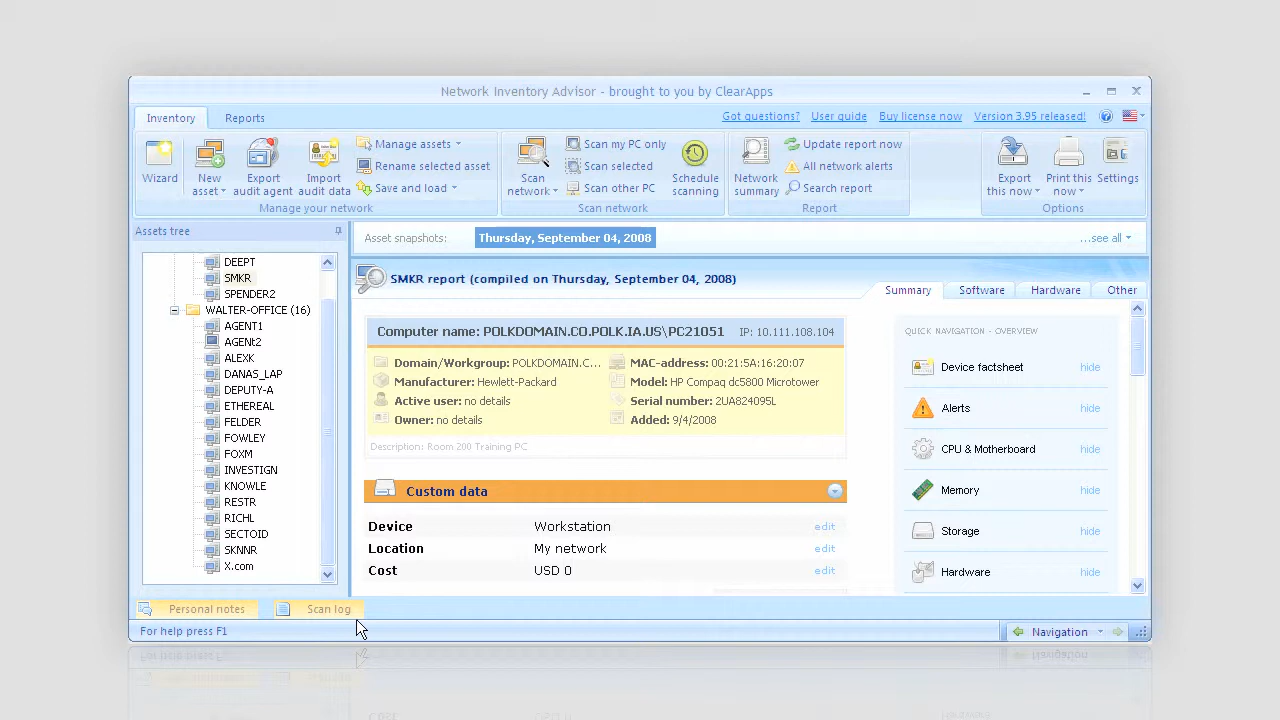 Network Inventory Advisor - brought to you by ClearApps
Inventory
Reports
Got questions?
User guide
Buy license now
Version 3.95 released!
Wizard
New asset
Export audit agent
Import audit data
Manage assets
Rename selected asset
Save and load
Manage your network
Scan network
Scan my PC only
Scan selected
Scan other PC
Schedule scanning
Scan network
Network summary
Update report now
All network alerts
Search report
Report
Export this now
Print this now
Settings
Options
Assets tree
Asset snapshots:
Thursday, September 04, 2008
...see all
DEEPT
SMKR
SPENDER2
WALTER-OFFICE (16)
AGENT1
AGENt2
ALEXK
DANAS_LAP
DEPUTY-A
ETHEREAL
FELDER
FOWLEY
FOXM
INVESTIGN
KNOWLE
RESTR
RICHL
SECTOID
SKNNR
X.com
SMKR report (compiled on Thursday, September 04, 2008)
Summary
Software
Hardware
Other
Computer name: POLKDOMAIN.CO.POLK.IA.US\PC21051
IP: 10.111.108.104
Domain/Workgroup: POLKDOMAIN.C...
MAC-address: 00:21:5A:16:20:07
Manufacturer: Hewlett-Packard
Model: HP Compaq dc5800 Microtower
Active user: no details
Serial number: 2UA824095L
Owner: no details
Added: 9/4/2008
Description: Room 200 Training PC
Custom data
Device Workstation edit
Location My network edit
Cost USD 0 edit
QUICK NAVIGATION - OVERVIEW
Device factsheet hide
Alerts hide
CPU & Motherboard hide
Memory hide
Storage hide
Hardware hide
Personal notes
Scan log
For help press F1
Navigation